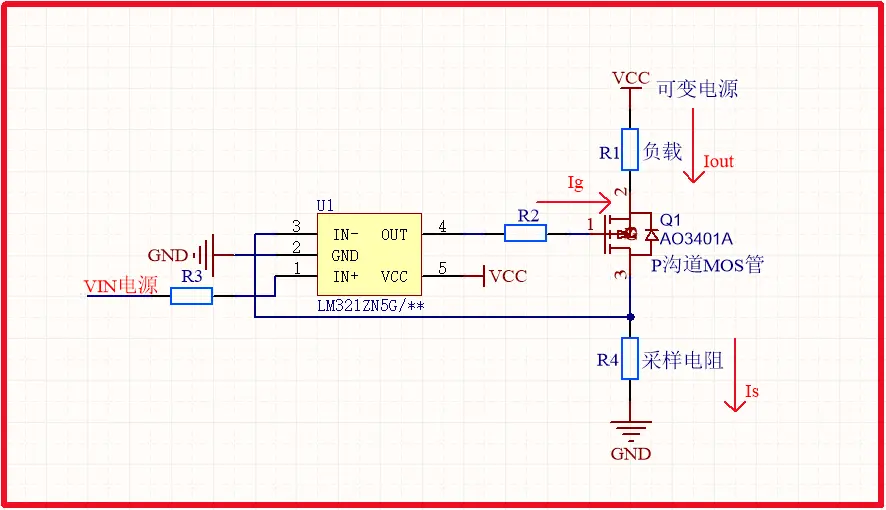 VCC 可变电源
R1 负载
Iout
2
Ig
U1
Q1
R2
1
3 IN- OUT 4
AO3401A
GND 2 GND
P沟道MOS管
R3
1 IN+ VCC 5 VCC
3
VIN电源
LM321ZN5G/**
R4 采样电阻
Is
GND